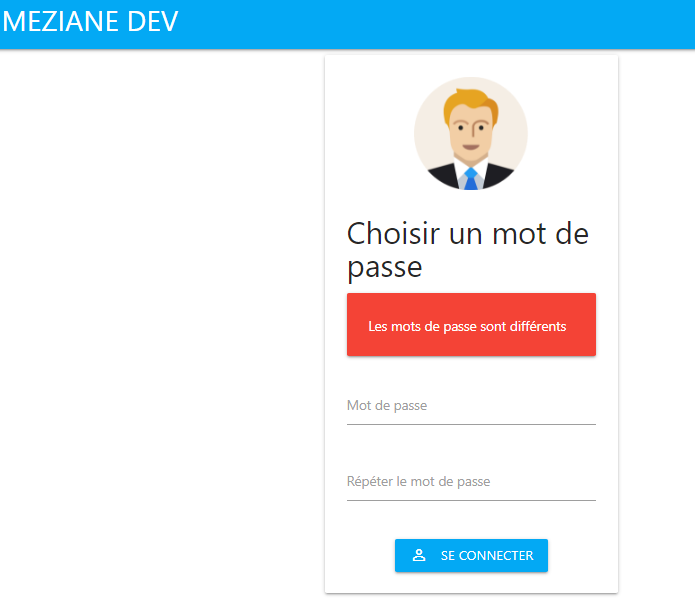 MEZIANE DEV
Choisir un mot de
passe
Les mots de passe sont différents
Mot de passe
Répéter le mot de passe
SE CONNECTER